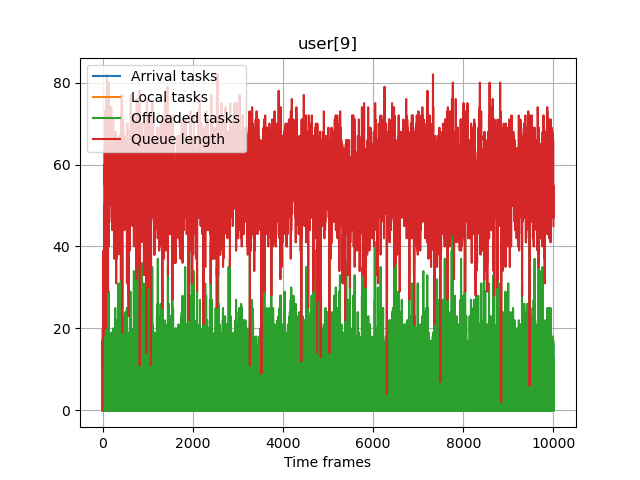 user[9]
Arrival tasks
Local tasks
Offloaded tasks
Queue length
80
60
40
20
0
0 2000 4000 6000 8000 10000
Time frames